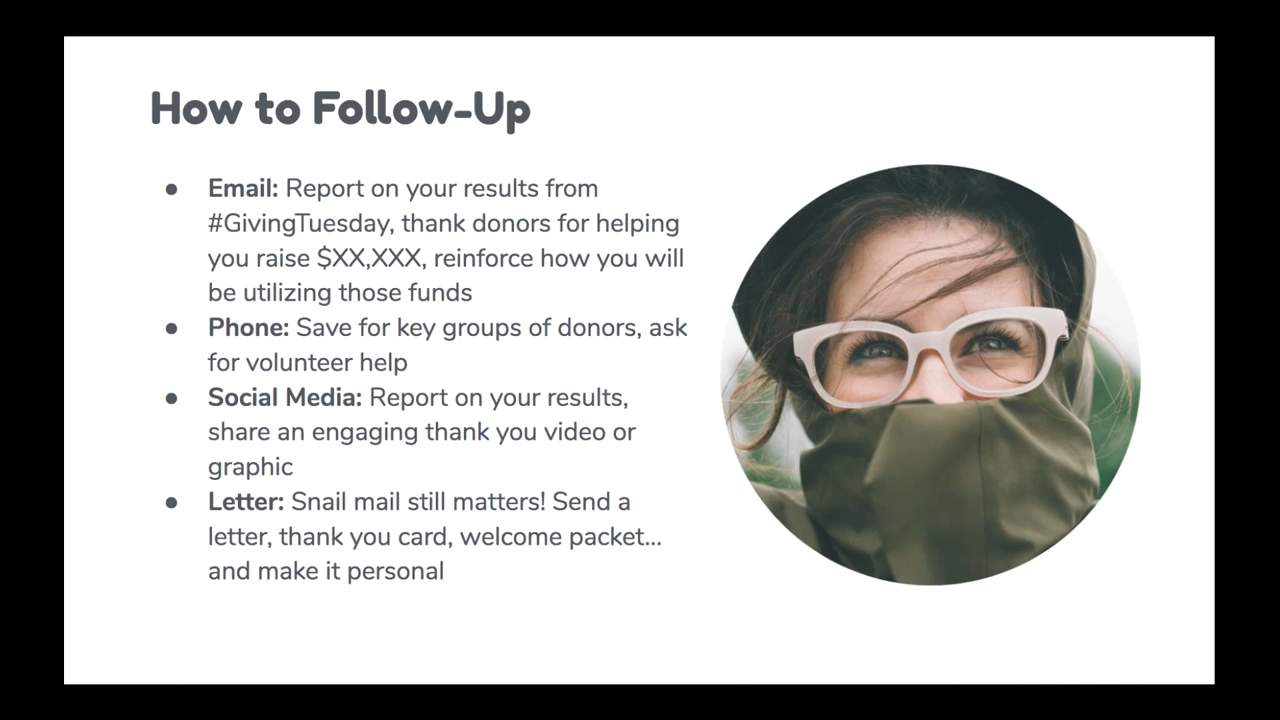 How to Follow-Up
● Email: Report on your results from
#GivingTuesday, thank donors for helping
you raise $XX,XXX, reinforce how you will
be utilizing those funds
● Phone: Save for key groups of donors, ask
for volunteer help
● Social Media: Report on your results,
share an engaging thank you video or
graphic
● Letter: Snail mail still matters! Send a
letter, thank you card, welcome packet...
and make it personal